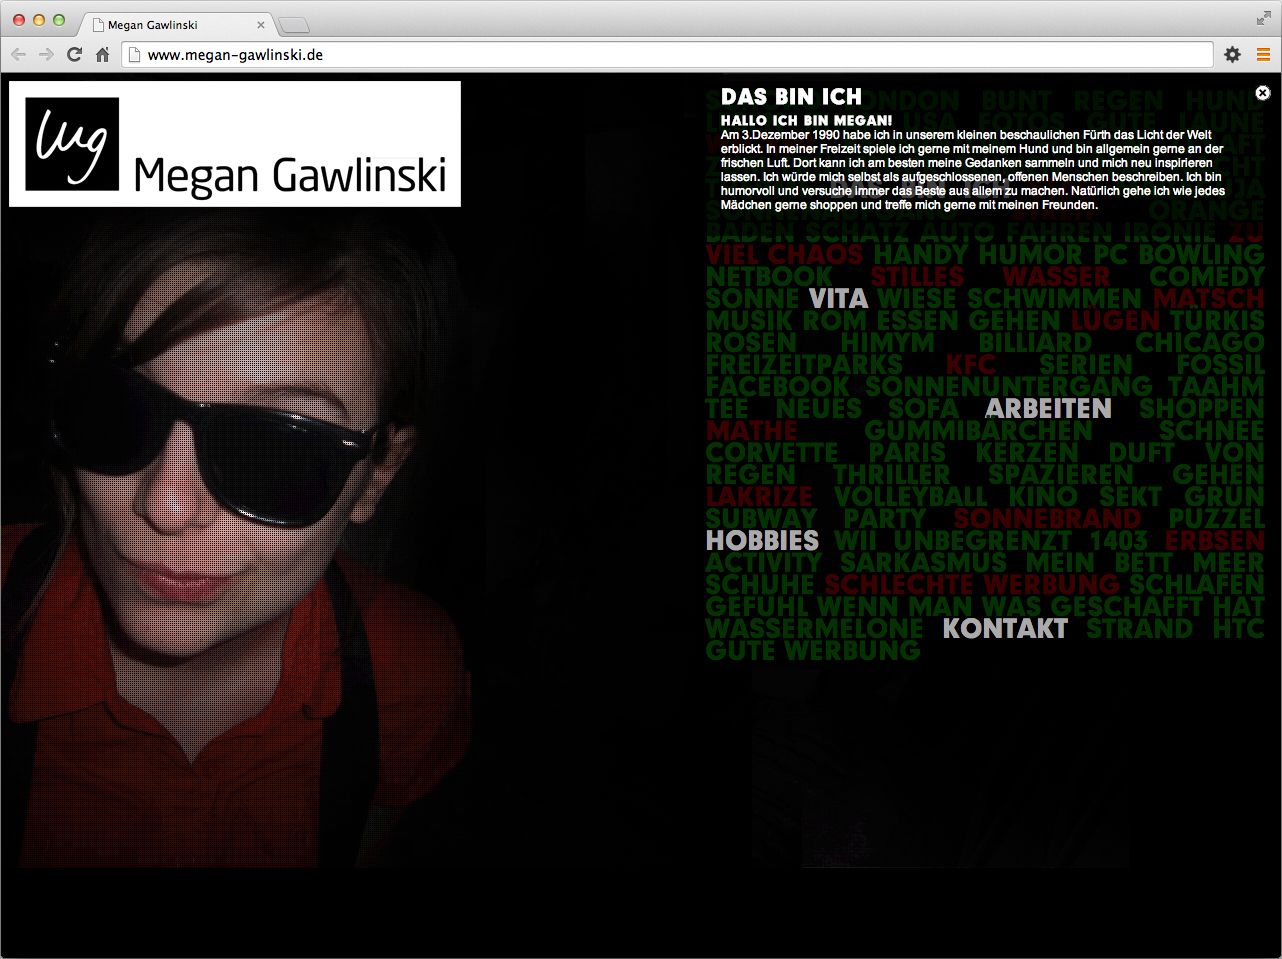 Megan Gawlinski
www.megan-gawlinski.de
lug
Megan Gawlinski
DAS BIN ICH
HALLO ICH BIN MEGAN!
Am 3.Dezember 1990 habe ich in unserem kleinen beschaulichen Fürth das Licht der Welt
erblickt. In meiner Freizeit spiele ich gerne mit meinem Hund und bin allgemein gerne an der
frischen Luft. Dort kann ich am besten meine Gedanken sammeln und mich neu inspirieren
lassen. Ich würde mich selbst als aufgeschlossenen, offenen Menschen beschreiben. Ich bin
humorvoll und versuche immer das Beste aus allem zu machen. Natürlich gehe ich wie jedes
Mädchen gerne shoppen und treffe mich gerne mit meinen Freunden.
LONDON BUNT REGEN HUND
USA FOTOS GUTE LAUNE
DAS BIN ICH
ORANGE
BADEN SCHATZ AUTO FAHREN IRONIE ZU
VIEL CHAOS HANDY HUMOR PC BOWLING
NETBOOK STILLES WASSER COMEDY
SONNE VITA WIESE SCHWIMMEN MATSCH
MUSIK ROM ESSEN GEHEN LÜGEN TÜRKIS
ROSEN HIMYM BILLIARD CHICAGO
FREIZEITPARKS KFC SERIEN FOSSIL
FACEBOOK SONNENUNTERGANG TAAHM
TEE NEUES SOFA ARBEITEN SHOPPEN
MATHE GUMMIBÄRCHEN SCHNEE
CORVETTE PARIS KERZEN DUFT VON
REGEN THRILLER SPAZIEREN GEHEN
LAKRIZE VOLLEYBALL KINO SEKT GRÜN
SUBWAY PARTY SONNEBRAND PUZZEL
HOBBIES WII UNBEGRENZT 1403 ERBSEN
ACTIVITY SARKASMUS MEIN BETT MEER
SCHUHE SCHLECHTE WERBUNG SCHLAFEN
GEFÜHL WENN MAN WAS GESCHAFFT HAT
WASSERMELONE KONTAKT STRAND HTC
GUTE WERBUNG